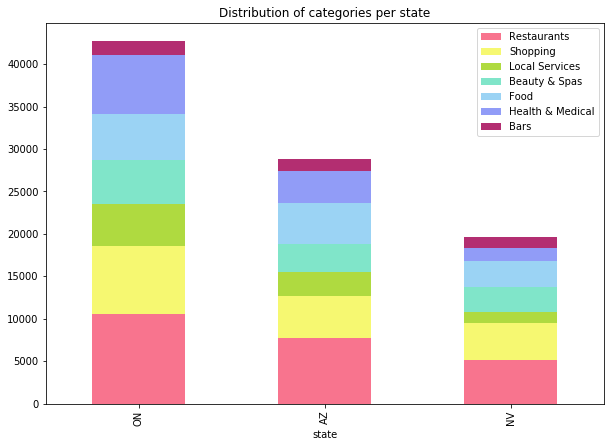 Distribution of categories per state
Restaurants
Shopping
Local Services
Beauty & Spas
Food
Health & Medical
Bars
40000
35000
30000
25000
20000
15000
10000
5000
0
ON
AZ
NV
state